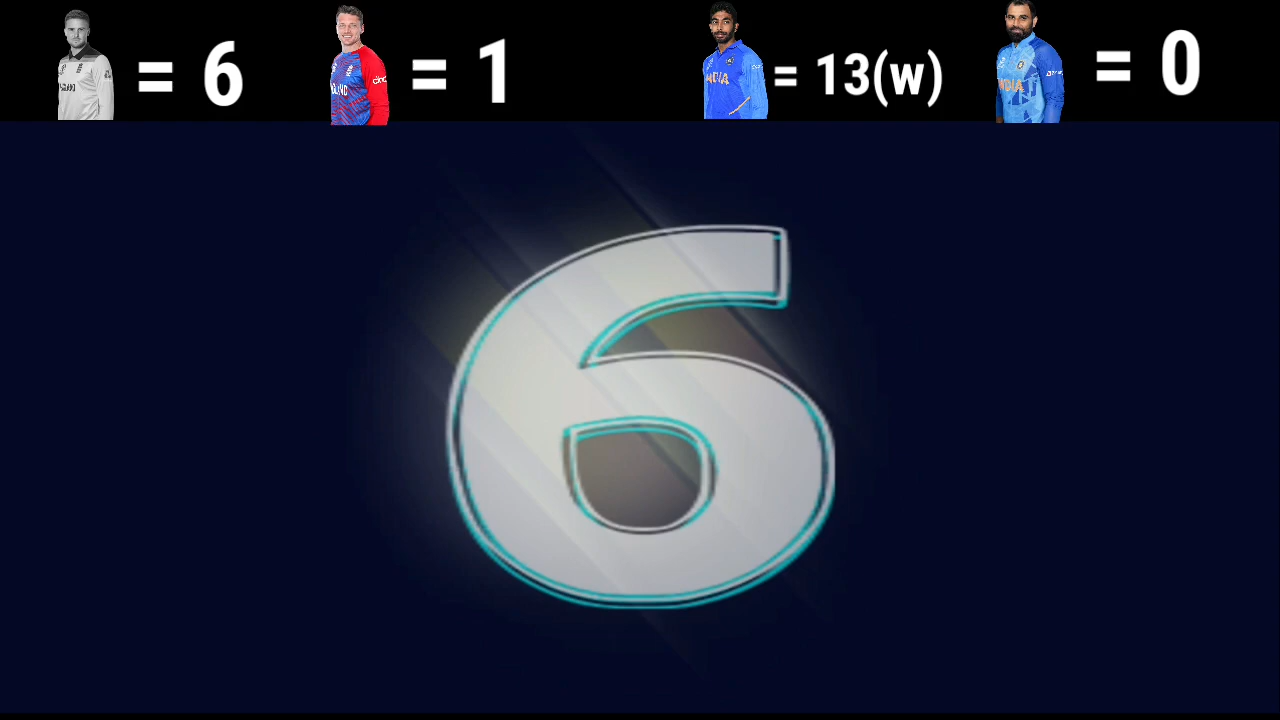 = 6 = 1 = 13(w) = 0
6